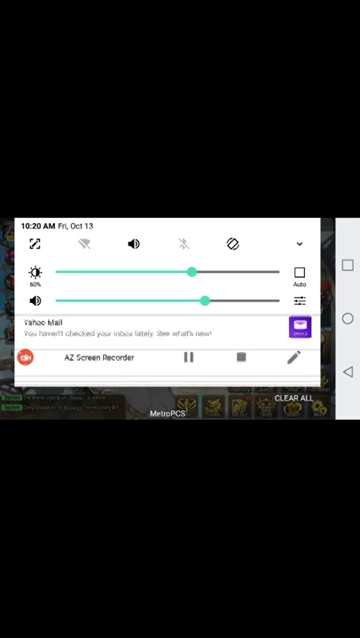 10:20 AM Fri, Oct 13
60%
Auto
Yahoo Mail
You haven't checked your inbox lately. See what's new!
AZ Screen Recorder
CLEAR ALL
MetroPCS